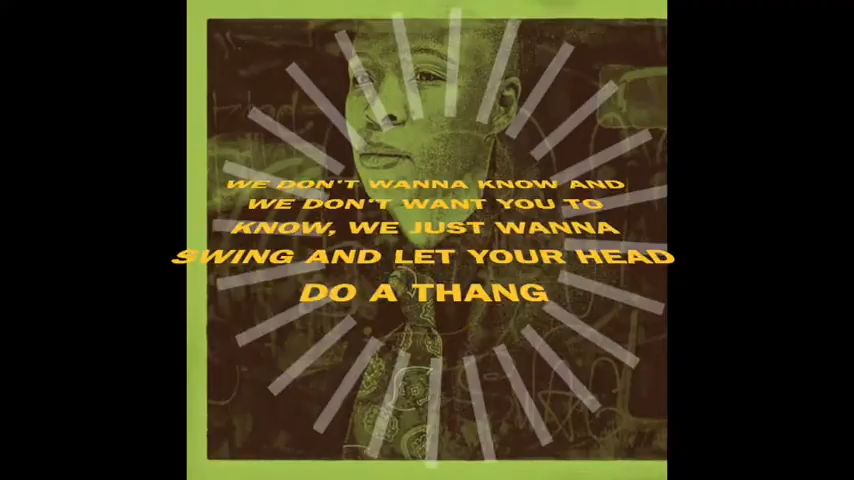 WE DON'T WANNA KNOW AND
WE DON'T WANT YOU TO
KNOW, WE JUST WANNA
SWING AND LET YOUR HEAD
DO A THANG